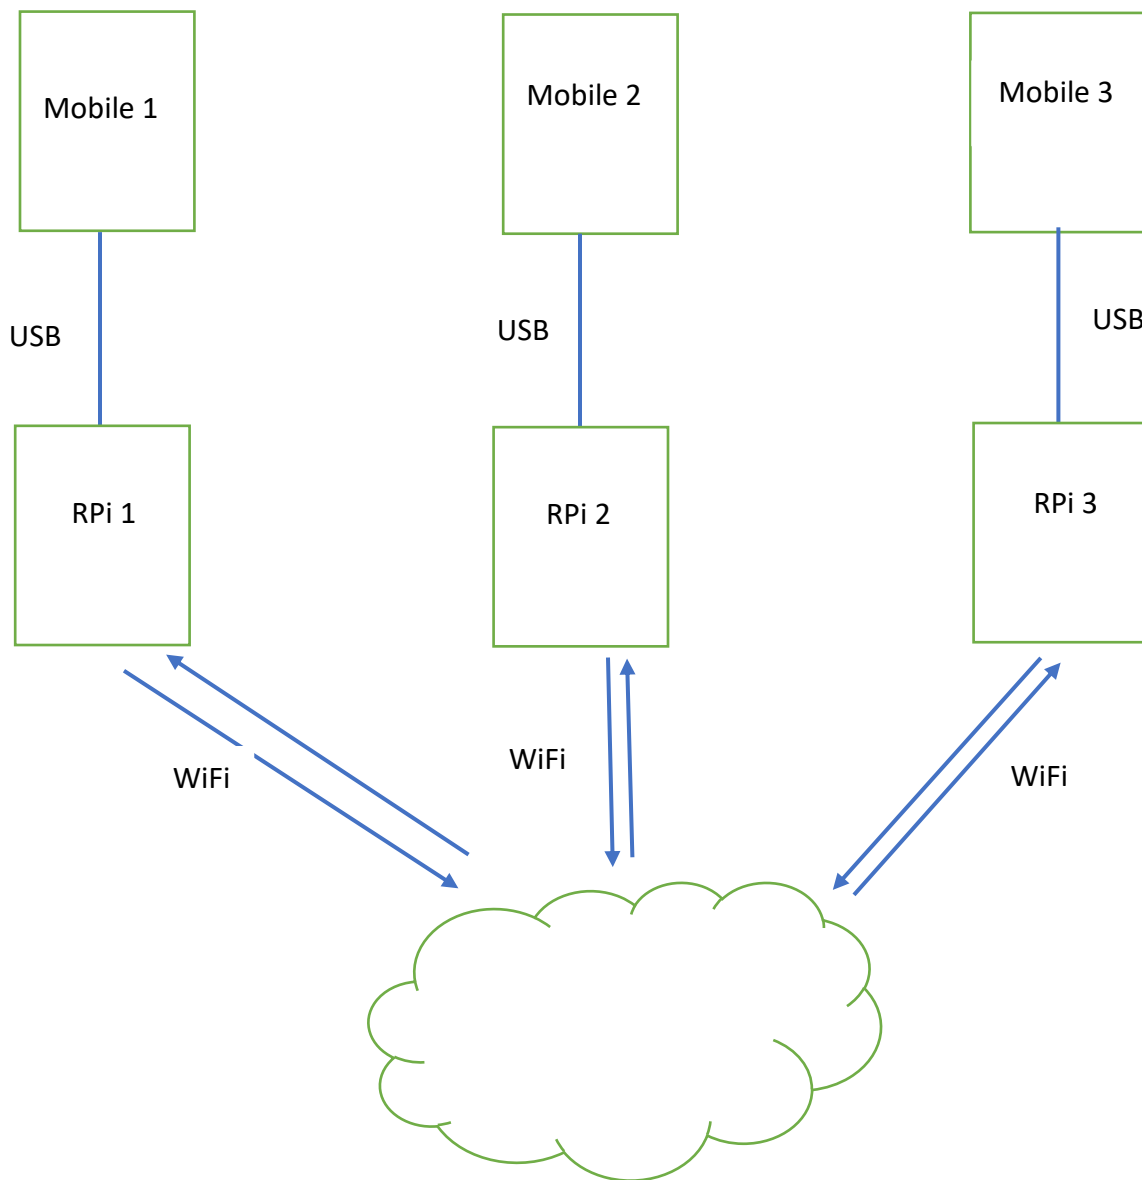 Mobile 1
Mobile 2
Mobile 3
USB
USB
USB
RPi 1
RPi 2
RPi 3
WiFi
WiFi
WiFi